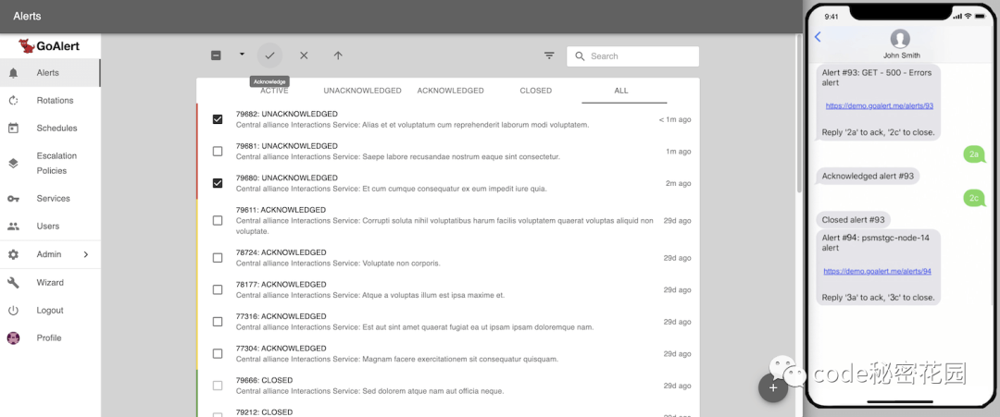 Alerts
GoAlert
Alerts
Rotations
Schedules
Escalation
Policies
Services
Users
Admin
Wizard
Logout
Profile
Search
Acknowledge
ACTIVE
UNACKNOWLEDGED
ACKNOWLEDGED
CLOSED
ALL
79682: UNACKNOWLEDGED
Central alliance Interactions Service: Alias et et voluptatum cum reprehenderit laborum modi voluptatem.
< 1m ago
79681: UNACKNOWLEDGED
Central alliance Interactions Service: Saepe labore recusandae nostrum eaque sint consectetur.
1m ago
79680: UNACKNOWLEDGED
Central alliance Interactions Service: Et cum cumque consequatur ex eum impedit iure quia.
2m ago
79611: ACKNOWLEDGED
Central alliance Interactions Service: Corrupti soluta nihil voluptatibus harum facilis voluptatem quaerat voluptas aliquid non
voluptate.
29d ago
78724: ACKNOWLEDGED
Central alliance Interactions Service: Voluptate non corporis.
29d ago
78177: ACKNOWLEDGED
Central alliance Interactions Service: Atque a voluptas illum est ipsa maxime et.
29d ago
77316: ACKNOWLEDGED
Central alliance Interactions Service: Est aut sint amet quaerat fugiat ea ut ipsam ipsam doloremque nam.
29d ago
77304: ACKNOWLEDGED
Central alliance Interactions Service: Magnam facere exercitationem sit consequatur quisquam.
29d ago
79666: CLOSED
Central alliance Interactions Service: Sed dolorem atque nam aut officia neque.
29d ago
79212: CLOSED
29d ago
9:41
John Smith
Alert #93: GET - 500 - Errors
alert
https://demo.goalert.me/alerts/93
Reply '2a' to ack, '2c' to close.
2a
Acknowledged alert #93
2c
Closed alert #93
Alert #94: psmstgc-node-14
alert
https://demo.goalert.me/alerts/94
Reply '3a' to ack, '3c' to close.
code秘密花园